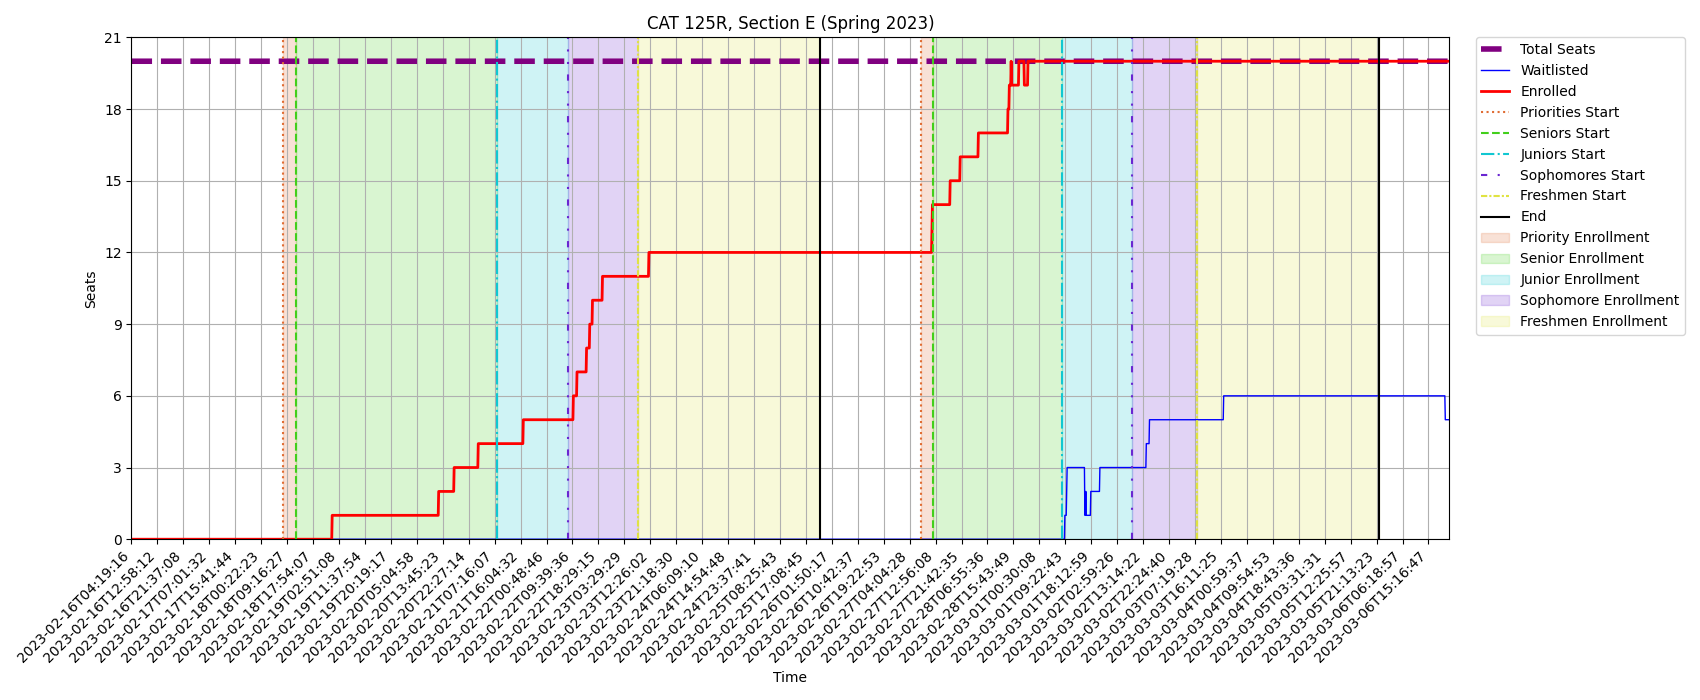 CAT 125R, Section E (Spring 2023)
21
18
15
12
9
6
3
0
Seats
2023-02-16T04:19:16
2023-02-16T12:58:12
2023-02-16T21:37:08
2023-02-17T07:01:32
2023-02-17T15:41:44
2023-02-18T00:22:23
2023-02-18T09:16:27
2023-02-18T17:54:07
2023-02-19T02:51:08
2023-02-19T11:37:54
2023-02-19T20:19:17
2023-02-20T05:04:58
2023-02-20T13:45:23
2023-02-20T22:27:14
2023-02-21T07:16:07
2023-02-21T16:04:32
2023-02-22T00:48:46
2023-02-22T09:39:36
2023-02-22T18:29:15
2023-02-23T03:29:29
2023-02-23T12:26:02
2023-02-23T21:18:30
2023-02-24T06:09:10
2023-02-24T14:54:48
2023-02-24T23:37:41
2023-02-25T08:25:43
2023-02-25T17:08:45
2023-02-26T01:50:17
2023-02-26T10:42:37
2023-02-26T19:22:53
2023-02-27T04:04:28
2023-02-27T12:56:08
2023-02-27T21:42:35
2023-02-28T06:55:36
2023-02-28T15:43:49
2023-03-01T00:30:08
2023-03-01T09:22:43
2023-03-01T18:12:59
2023-03-02T02:59:26
2023-03-02T13:14:22
2023-03-02T22:24:40
2023-03-03T07:19:28
2023-03-03T16:11:25
2023-03-04T00:59:37
2023-03-04T09:54:53
2023-03-04T18:43:36
2023-03-05T03:31:31
2023-03-05T12:25:57
2023-03-05T21:13:23
2023-03-06T06:18:57
2023-03-06T15:16:47
Time
Total Seats
Waitlisted
Enrolled
Priorities Start
Seniors Start
Juniors Start
Sophomores Start
Freshmen Start
End
Priority Enrollment
Senior Enrollment
Junior Enrollment
Sophomore Enrollment
Freshmen Enrollment